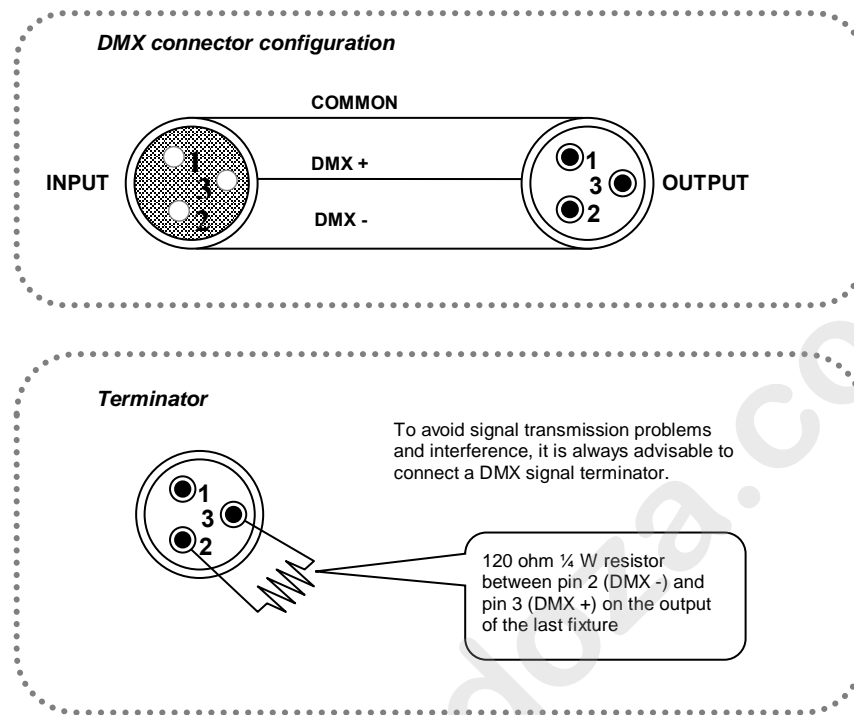 DMX connector configuration
COMMON
INPUT
1
3
2
DMX +
DMX -
1
3
2
OUTPUT
Terminator
To avoid signal transmission problems
and interference, it is always advisable to
connect a DMX signal terminator.
1
3
2
120 ohm ¼ W resistor
between pin 2 (DMX -) and
pin 3 (DMX +) on the output
of the last fixture
doza.co